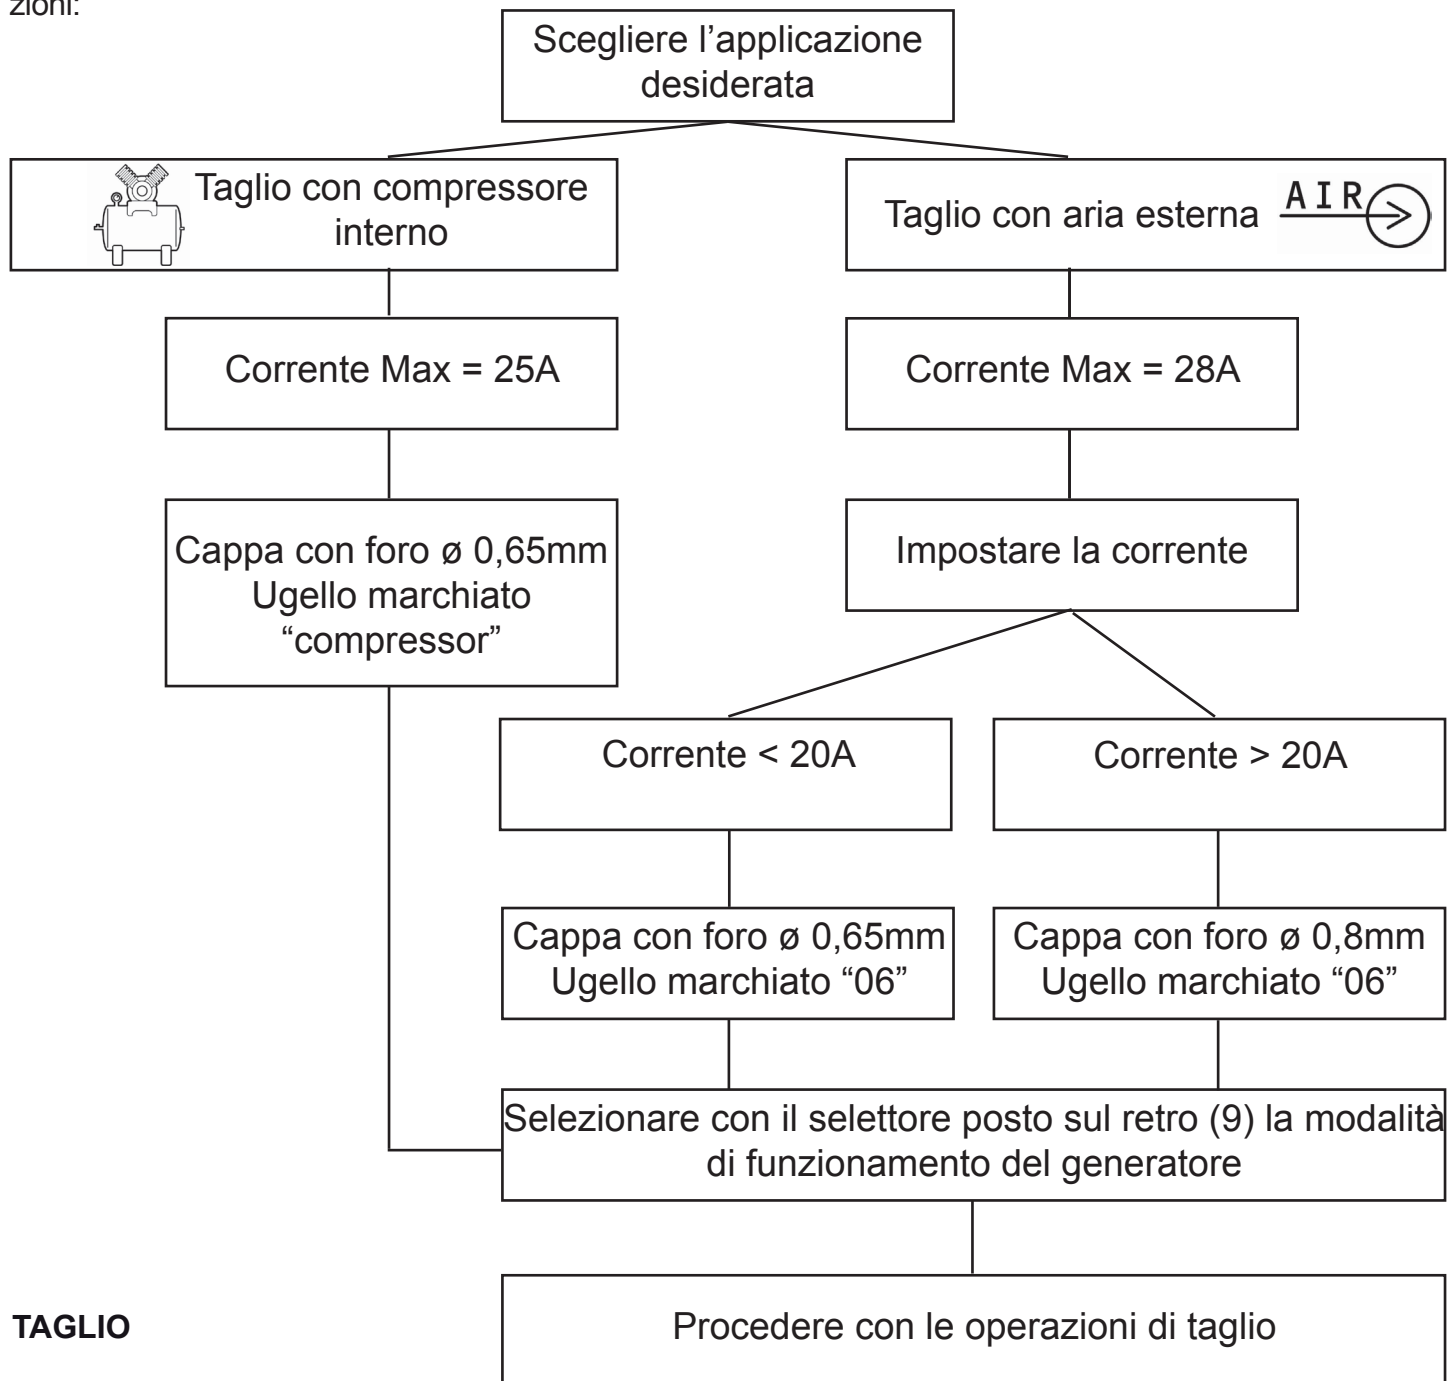 zioni:
Scegliere l’applicazione
desiderata
Taglio con compressore
interno
Taglio con aria esterna
AIR
Corrente Max = 25A
Corrente Max = 28A
Cappa con foro ø 0,65mm
Ugello marchiato
“compressor”
Impostare la corrente
Corrente < 20A
Corrente > 20A
Cappa con foro ø 0,65mm
Ugello marchiato “06”
Cappa con foro ø 0,8mm
Ugello marchiato “06”
Selezionare con il selettore posto sul retro (9) la modalità
di funzionamento del generatore
TAGLIO
Procedere con le operazioni di taglio